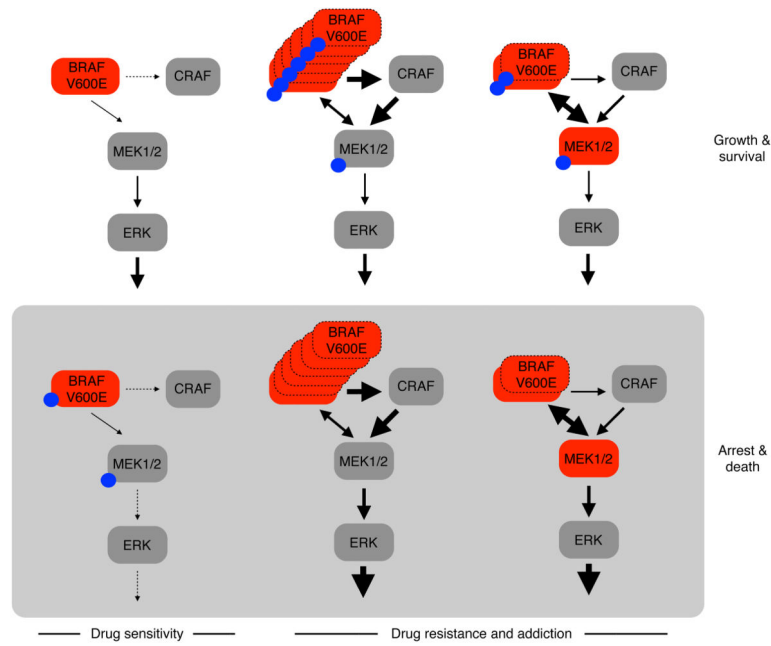 BRAF
V600E
CRAF
MEK1/2
ERK
BRAF
V600E
CRAF
MEK1/2
ERK
BRAF
V600E
CRAF
MEK1/2
ERK
Growth &
survival
BRAF
V600E
CRAF
MEK1/2
ERK
BRAF
V600E
CRAF
MEK1/2
ERK
BRAF
V600E
CRAF
MEK1/2
ERK
Arrest &
death
Drug sensitivity
Drug resistance and addiction